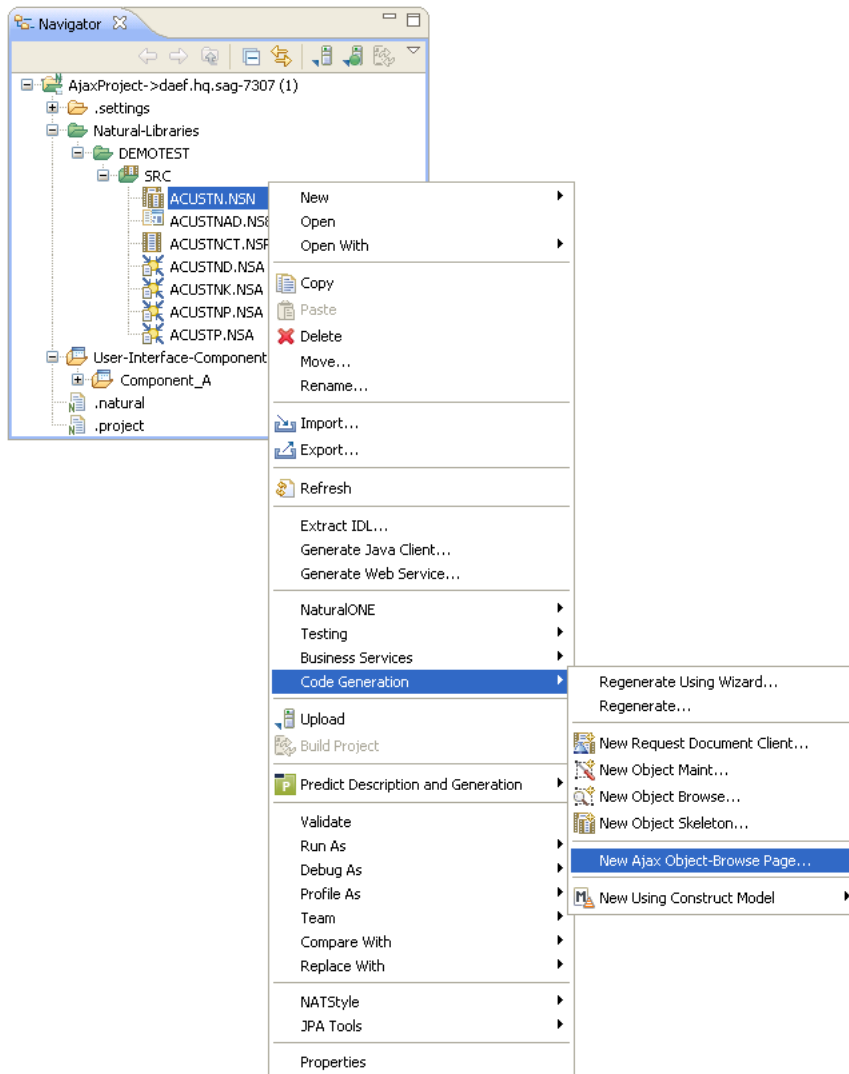 Navigator
AjaxProject->daef.hq.sag-7307 (1)
.settings
Natural-Libraries
DEMOTEST
SRC
ACUSTN.NSN
ACUSTNAD.NS8
ACUSTNCT.NSP
ACUSTND.NSA
ACUSTNK.NSA
ACUSTNP.NSA
ACUSTP.NSA
User-Interface-Component
Component_A
.natural
.project
New
Open
Open With
Copy
Paste
Delete
Move...
Rename...
Import...
Export...
Refresh
Extract IDL...
Generate Java Client...
Generate Web Service...
NaturalONE
Testing
Business Services
Code Generation
Upload
Build Project
Predict Description and Generation
Validate
Run As
Debug As
Profile As
Team
Compare With
Replace With
NATStyle
JPA Tools
Properties
Regenerate Using Wizard...
Regenerate...
New Request Document Client...
New Object Maint...
New Object Browse...
New Object Skeleton...
New Ajax Object-Browse Page...
New Using Construct Model